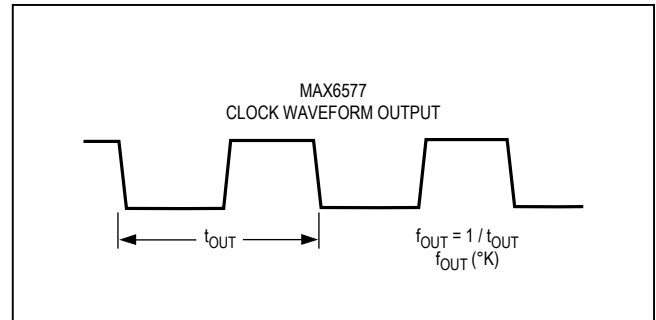 MAX6577
CLOCK WAVEFORM OUTPUT
tOUT
fOUT = 1 / tOUT
fOUT (°K)